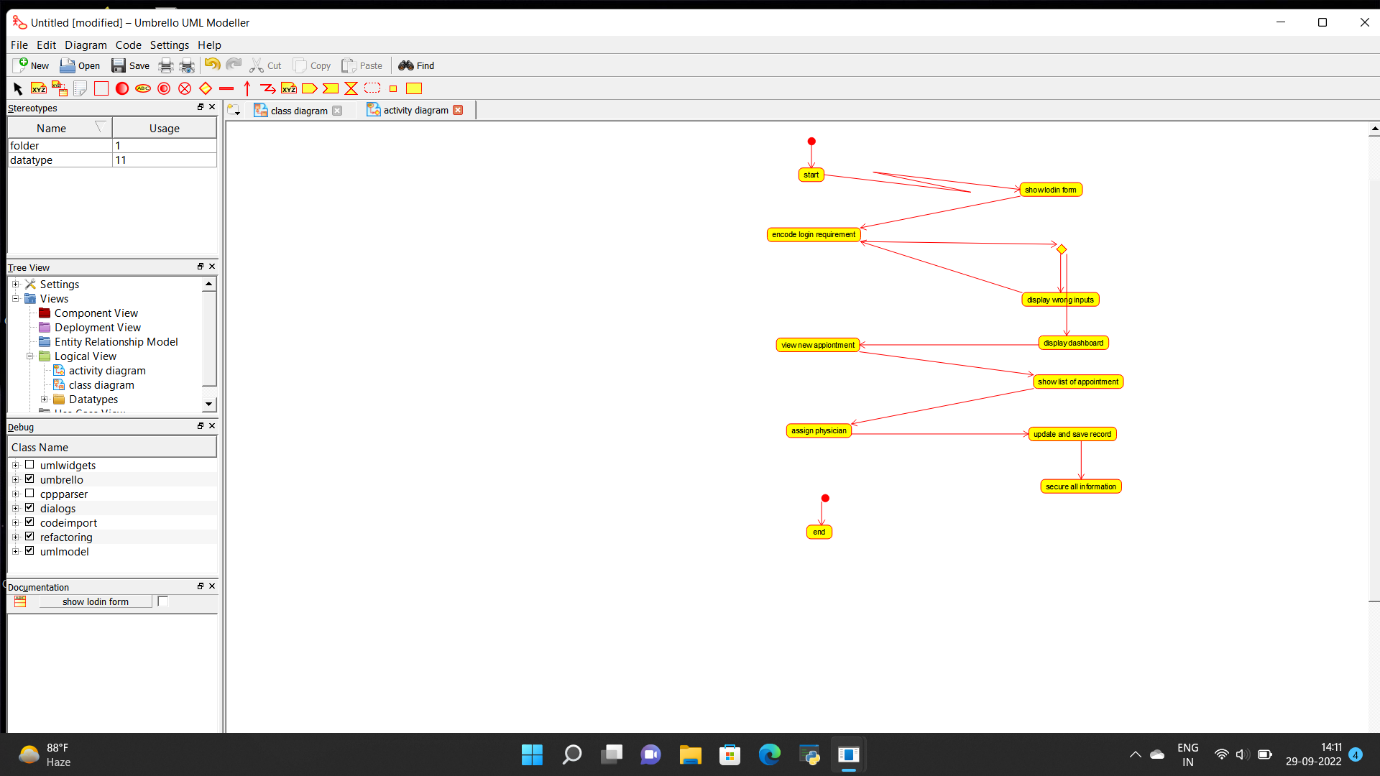 Untitled [modified] – Umbrello UML Modeller
File Edit Diagram Code Settings Help
New Open Save Cut Copy Paste Find
XYZ ABC XYZ
Stereotypes
class diagram activity diagram
Name Usage
folder 1
datatype 11
Tree View
Settings
Views
Component View
Deployment View
Entity Relationship Model
Logical View
activity diagram
class diagram
Datatypes
Debug
Class Name
umlwidgets
umbrello
cppparser
dialogs
codeimport
refactoring
umlmodel
Documentation
show lodin form
start
show lodin form
encode login requirement
display wrong inputs
view new appiontment
display dashboard
show list of appointment
assign physician
update and save record
secure all information
end
88°F
Haze
ENG
IN
14:11
29-09-2022
4